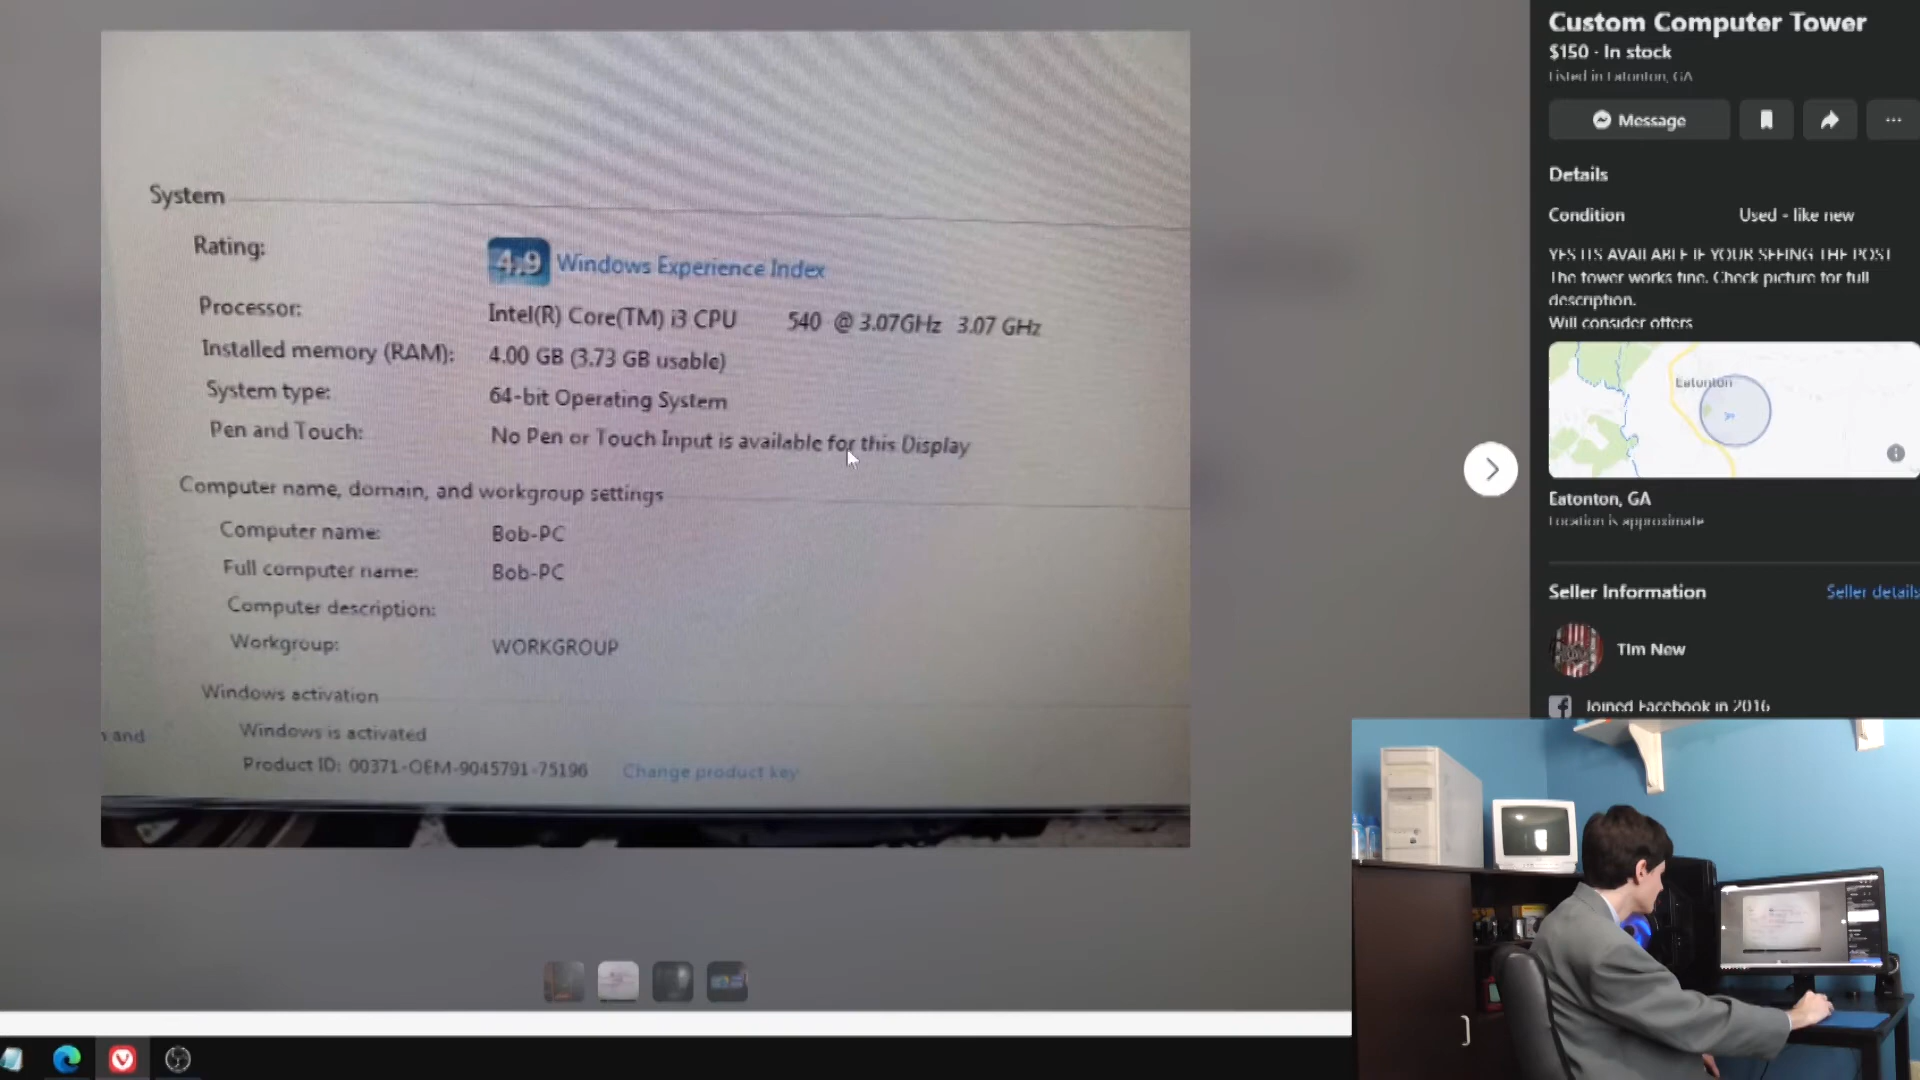 System
Rating:
4.9 Windows Experience Index
Processor: Intel(R) Core(TM) i3 CPU 540 @ 3.07GHz 3.07 GHz
Installed memory (RAM): 4.00 GB (3.73 GB usable)
System type: 64-bit Operating System
Pen and Touch: No Pen or Touch Input is available for this Display
Computer name, domain, and workgroup settings
Computer name: Bob-PC
Full computer name: Bob-PC
Computer description:
Workgroup: WORKGROUP
Windows activation
Windows is activated
and
Product ID: 00371-OEM-9045791-75196 Change product key
Custom Computer Tower
$150 · In stock
Listed in Eatonton, GA
Message
Details
Condition Used - like new
YES ITS AVAILABLE IF YOUR SEEING THE POST
The tower works fine. Check picture for full
description.
Will consider offers
Eatonton
Eatonton, GA
Location is approximate
Seller Information Seller details
Tim New
Joined Facebook in 2016